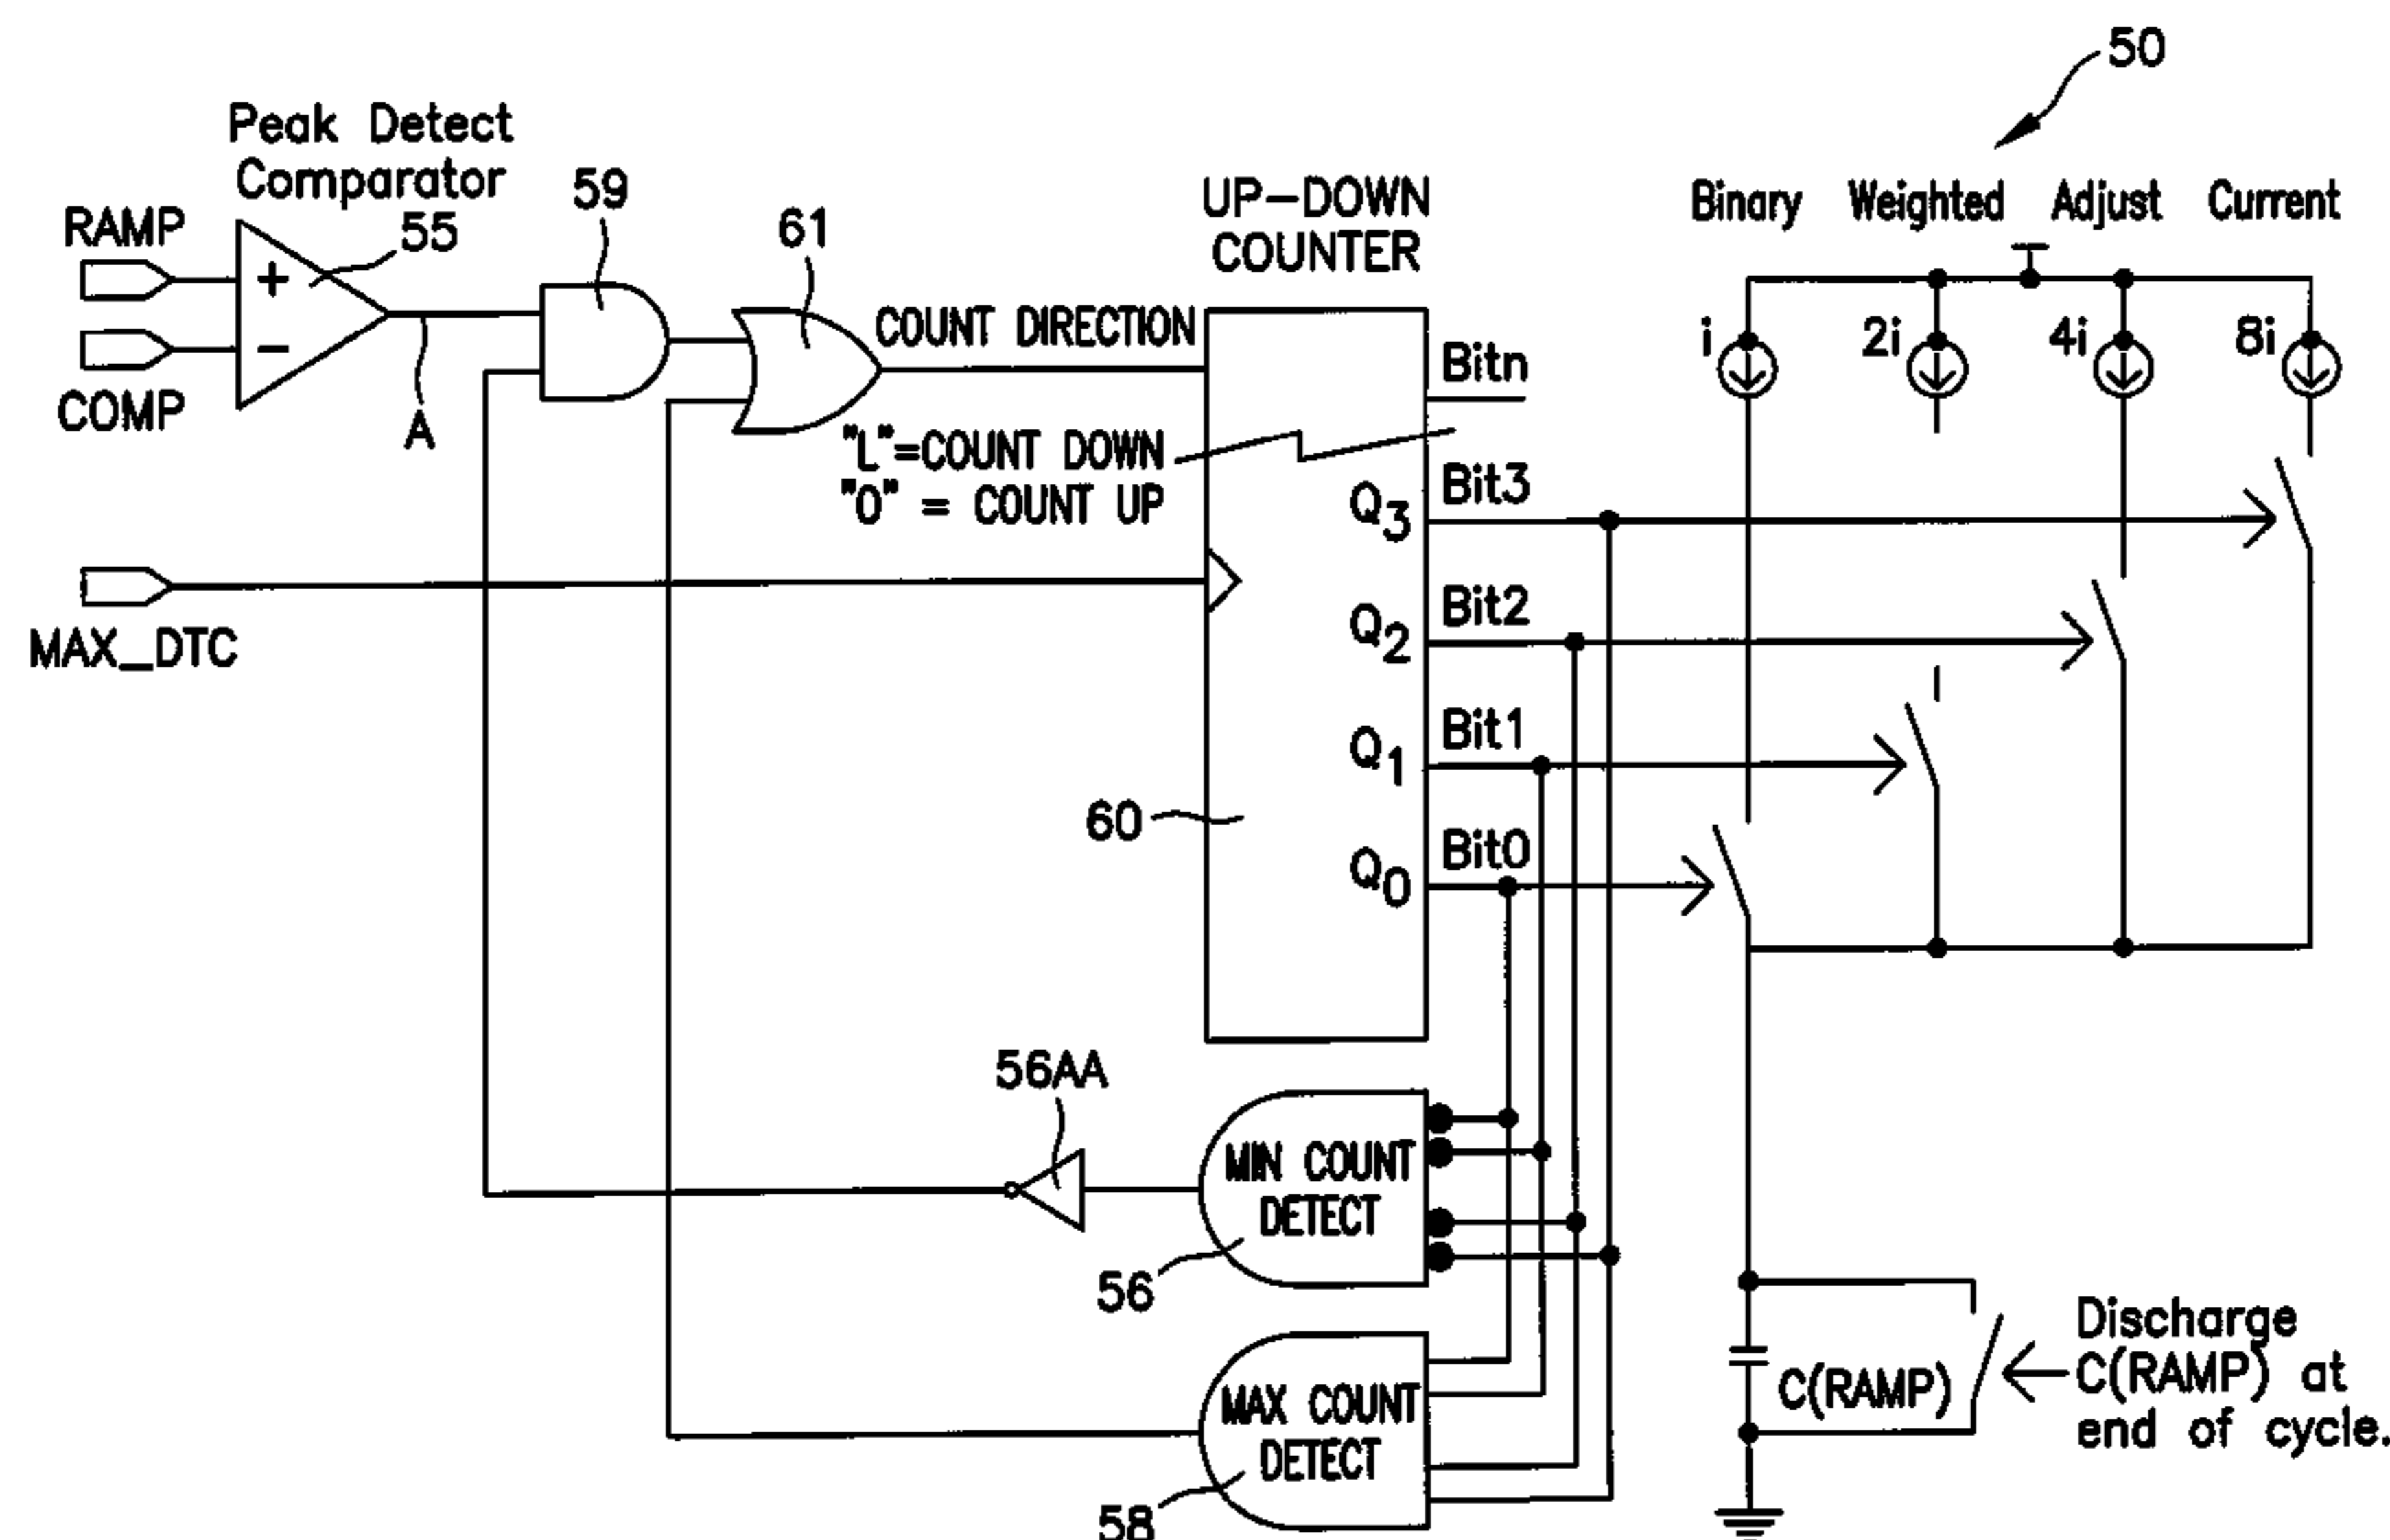 50
Peak Detect
Comparator
59
RAMP
55
61
UP-DOWN
COUNTER
Binary Weighted Adjust Current
+
COUNT DIRECTION
i
2i
4i
8i
−
COMP
A
Bitn
"L"=COUNT DOWN
"0" = COUNT UP
Q3
Bit3
MAX_DTC
Q2
Bit2
Q1
Bit1
60
Q0
Bit0
56AA
MIN COUNT
DETECT
56
MAX COUNT
DETECT
58
C(RAMP)
Discharge
C(RAMP) at
end of cycle.